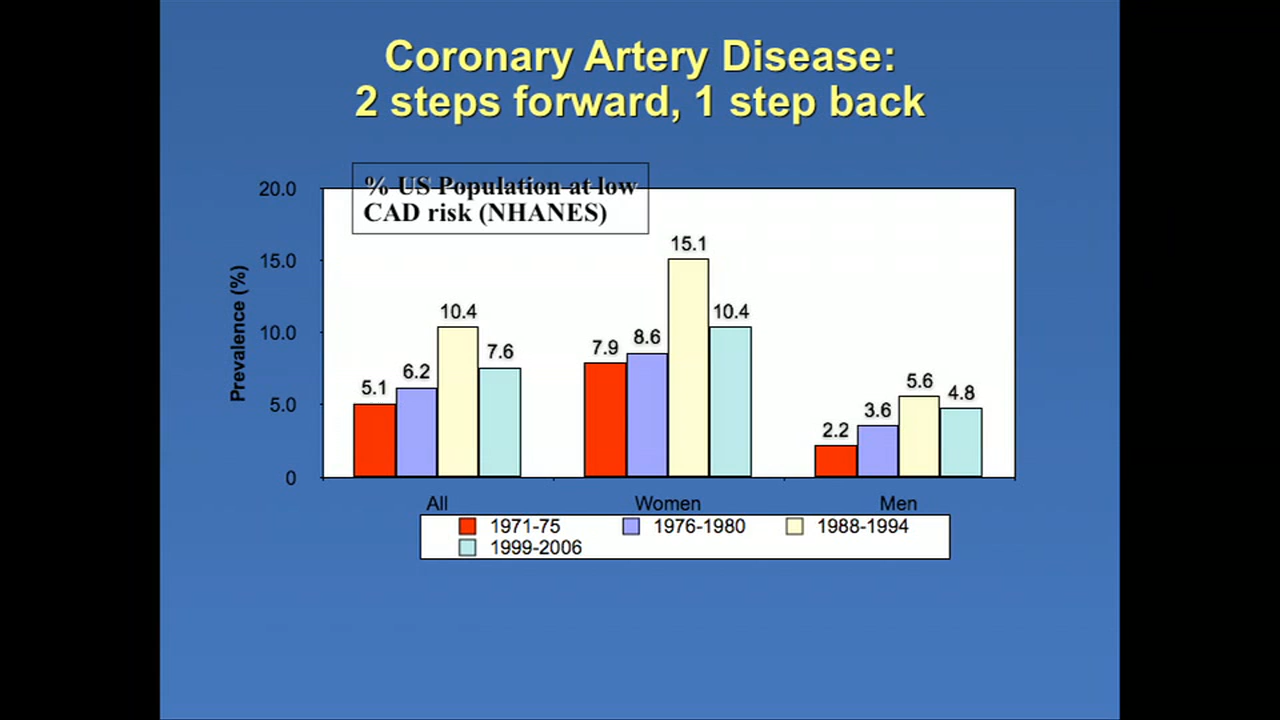 Coronary Artery Disease:
2 steps forward, 1 step back
% US Population at low
CAD risk (NHANES)
Prevalence (%)
20.0
15.0
10.0
5.0
0
5.1
6.2
10.4
7.6
7.9
8.6
15.1
10.4
2.2
3.6
5.6
4.8
All Women Men
1971-75 1976-1980 1988-1994
1999-2006